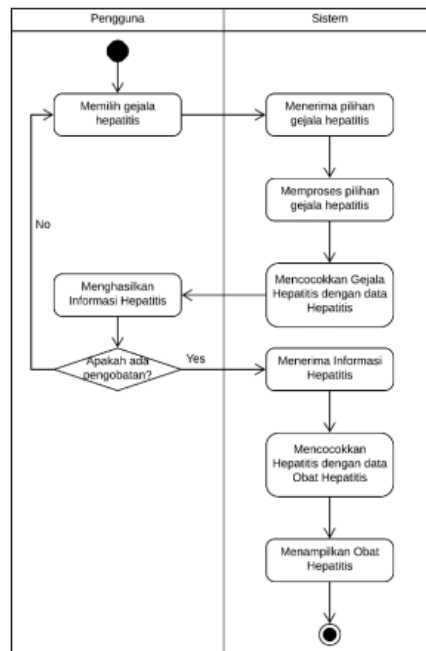 Pengguna
Sistem
Memilih gejala
hepatitis
Menerima pilihan
gejala hepatitis
Memproses pilihan
gejala hepatitis
No
Menghasilkan
Informasi Hepatitis
Mencocokkan Gejala
Hepatitis dengan data
Hepatitis
Apakah ada
pengobatan?
Yes
Menerima Informasi
Hepatitis
Mencocokkan
Hepatitis dengan data
Obat Hepatitis
Menampilkan Obat
Hepatitis